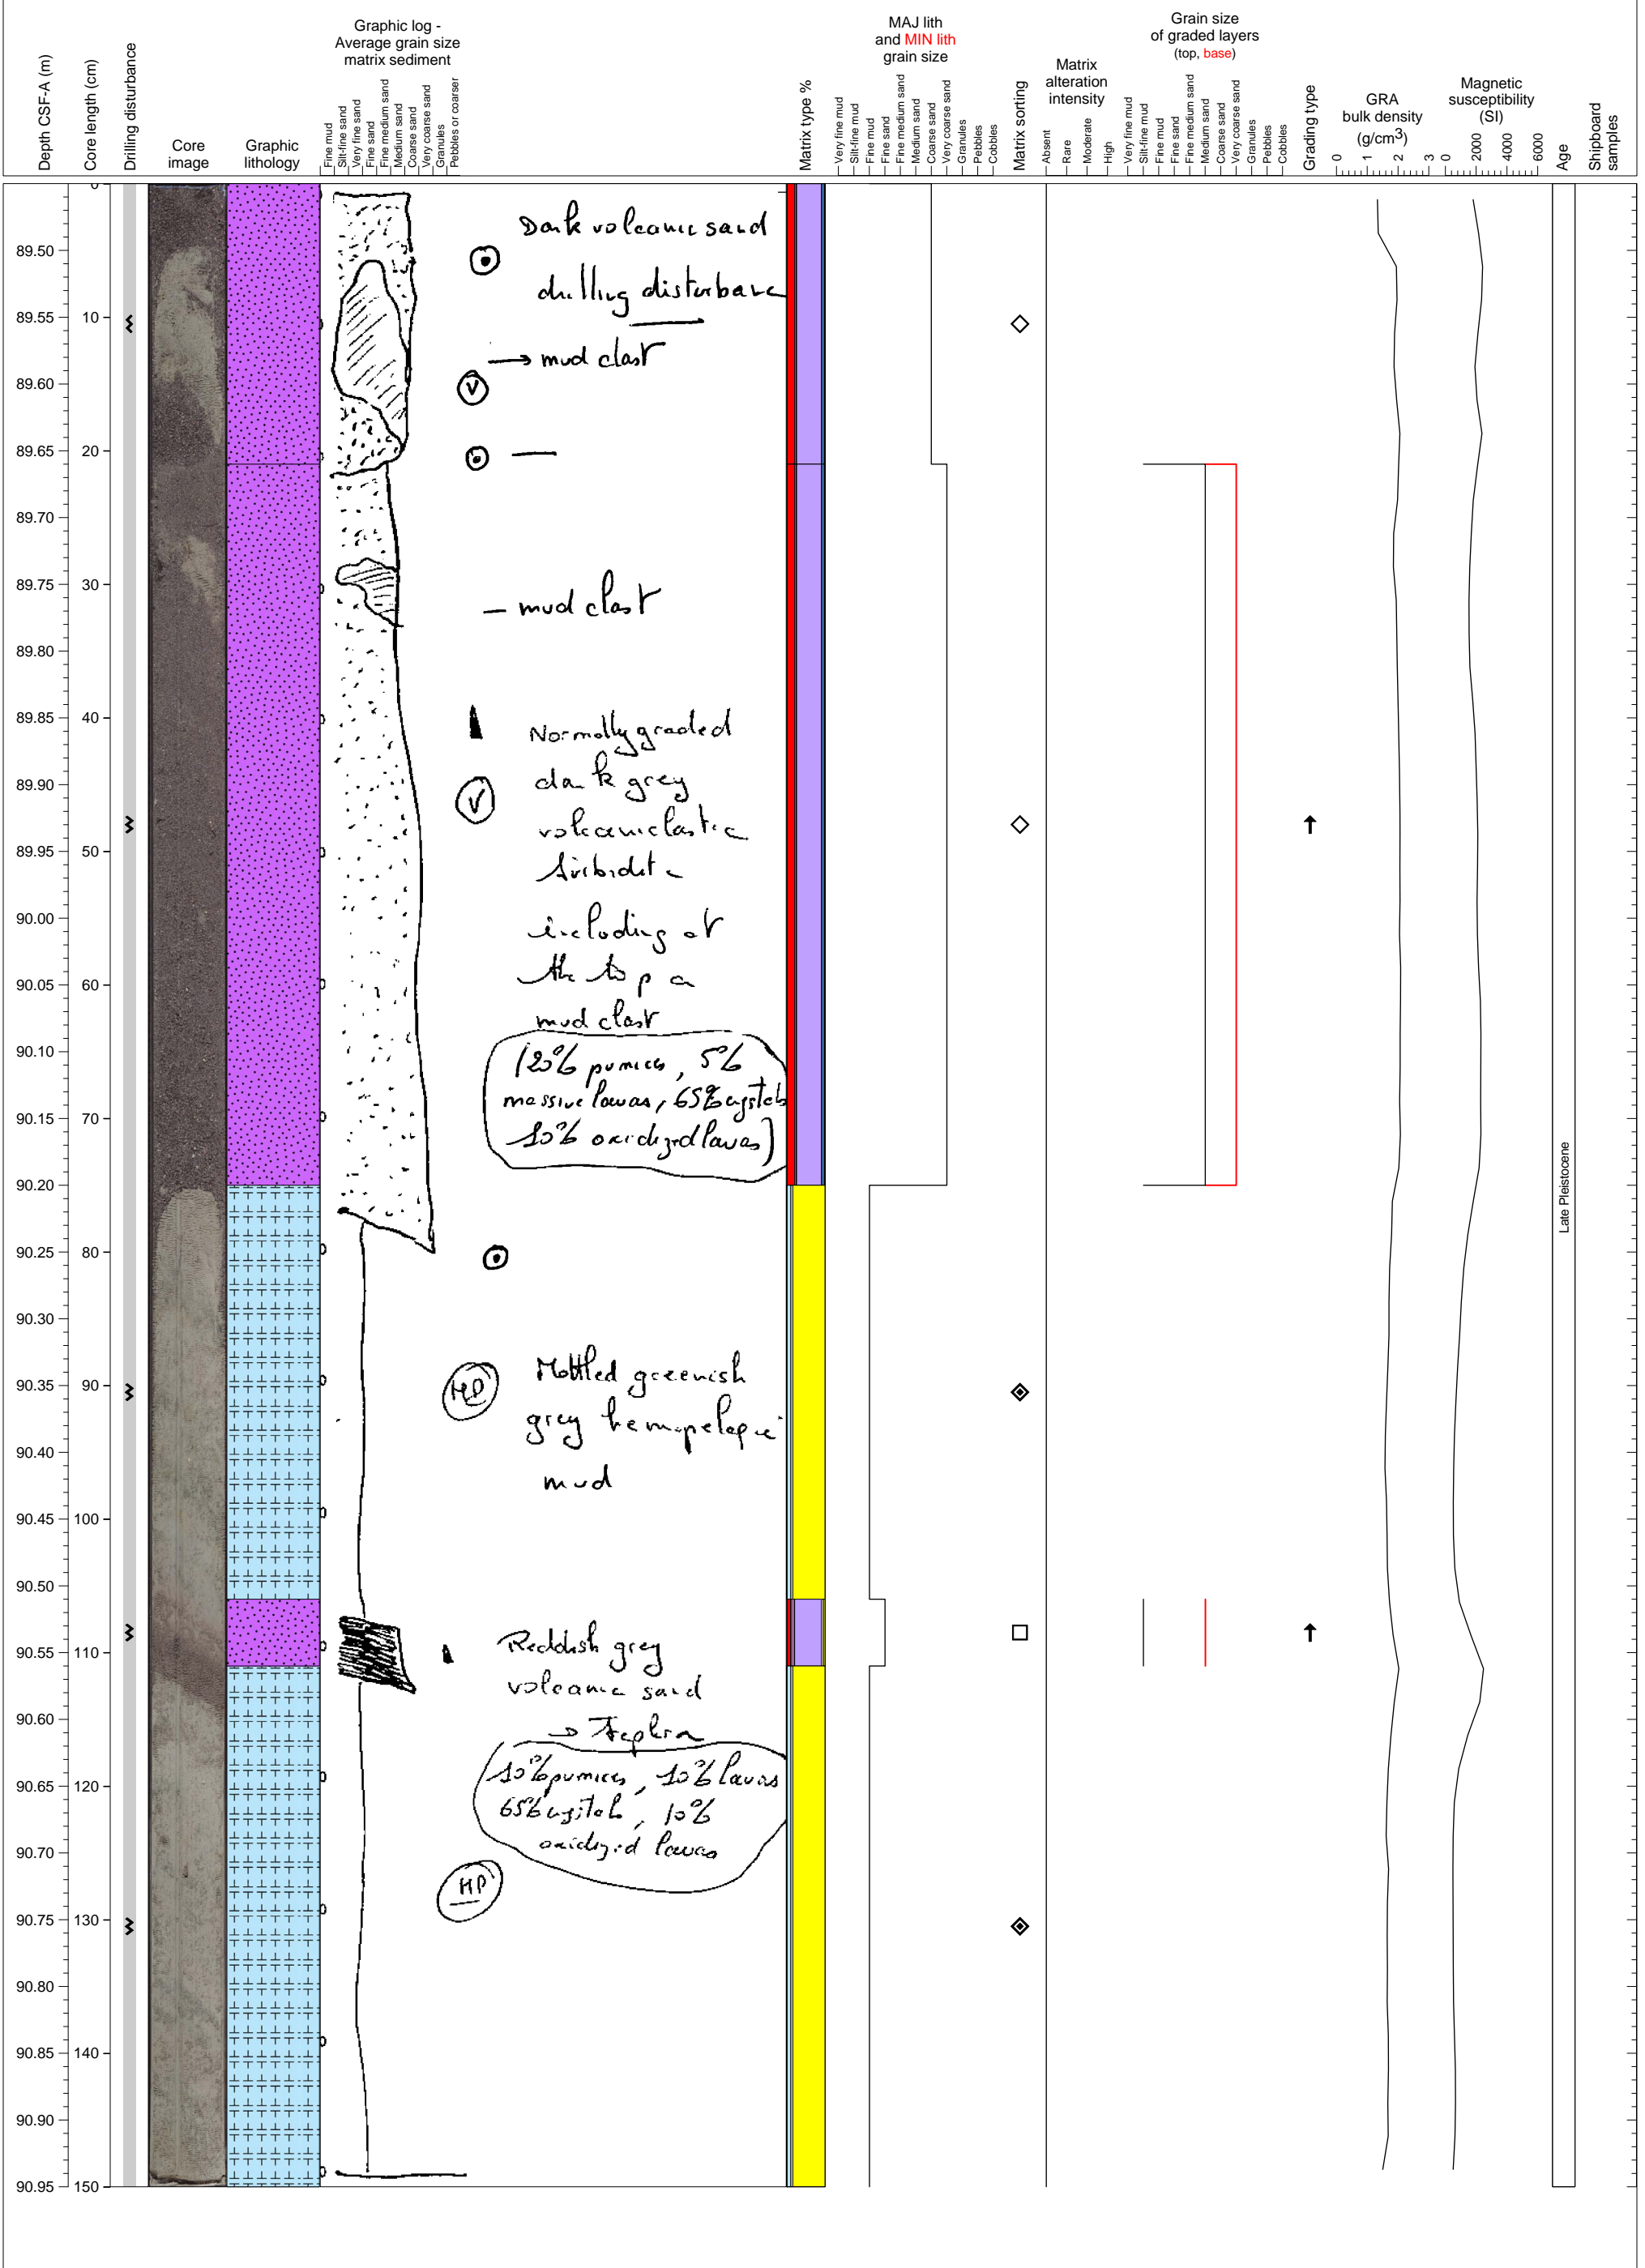 Depth CSF-A (m)
Core length (cm)
Drilling disturbance
Core
image
Graphic
lithology
Graphic log -
Average grain size
matrix sediment
Fine mud
Silt-fine sand
Very fine sand
Fine sand
Fine medium sand
Medium sand
Coarse sand
Very coarse sand
Granules
Pebbles or coarser
Matrix type %
MAJ lith
and MIN lith
grain size
Very fine mud
Silt-fine mud
Fine mud
Fine sand
Fine medium sand
Medium sand
Coarse sand
Very coarse sand
Granules
Pebbles
Cobbles
Matrix sorting
Matrix
alteration
intensity
Absent
Rare
Moderate
High
Grain size
of graded layers
(top, base)
Very fine mud
Silt-fine mud
Fine mud
Fine sand
Fine medium sand
Medium sand
Coarse sand
Very coarse sand
Granules
Pebbles
Cobbles
Grading type
GRA
bulk density
(g/cm3)
0 1 2 3
Magnetic
susceptibility
(SI)
0 2000 4000 6000
Age
Shipboard
samples
89.50
89.55
89.60
89.65
89.70
89.75
89.80
89.85
89.90
89.95
90.00
90.05
90.10
90.15
90.20
90.25
90.30
90.35
90.40
90.45
90.50
90.55
90.60
90.65
90.70
90.75
90.80
90.85
90.90
90.95
0
10
20
30
40
50
60
70
80
90
100
110
120
130
140
150
Dark volcanic sand
drilling disturbance
→ mud clast
V
— mud clast
Normally graded
dark grey
V
volcaniclastic
turbidite
including at
the top a
mud clast
(20% pumices, 5%
massive lavas, 65% crystals
10% oxidized lavas)
HP
Mottled greenish
grey hemipelagic
mud
Reddish grey
volcanic sand
→ Tephra
10% pumices, 10% lavas
65% crystals, 10%
oxidized lavas
HP
Late Pleistocene